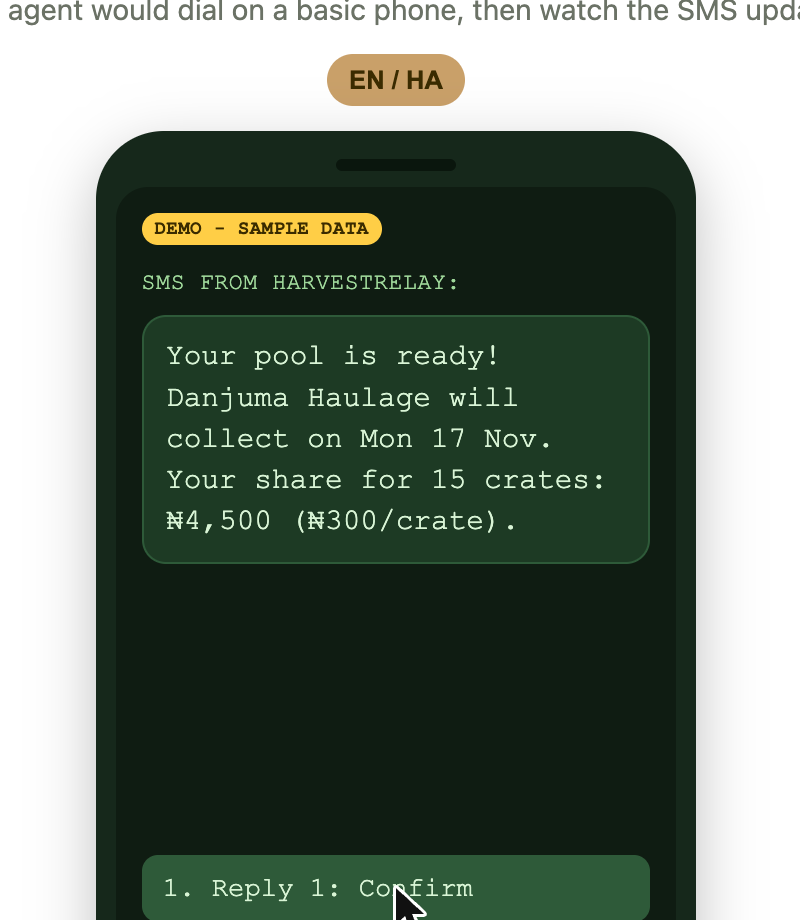 agent would dial on a basic phone, then watch the SMS
EN / HA
DEMO - SAMPLE DATA
SMS FROM HARVESTRELAY:
Your pool is ready!
Danjuma Haulage will
collect on Mon 17 Nov.
Your share for 15 crates:
₦4,500 (₦300/crate).
1. Reply 1: Confirm